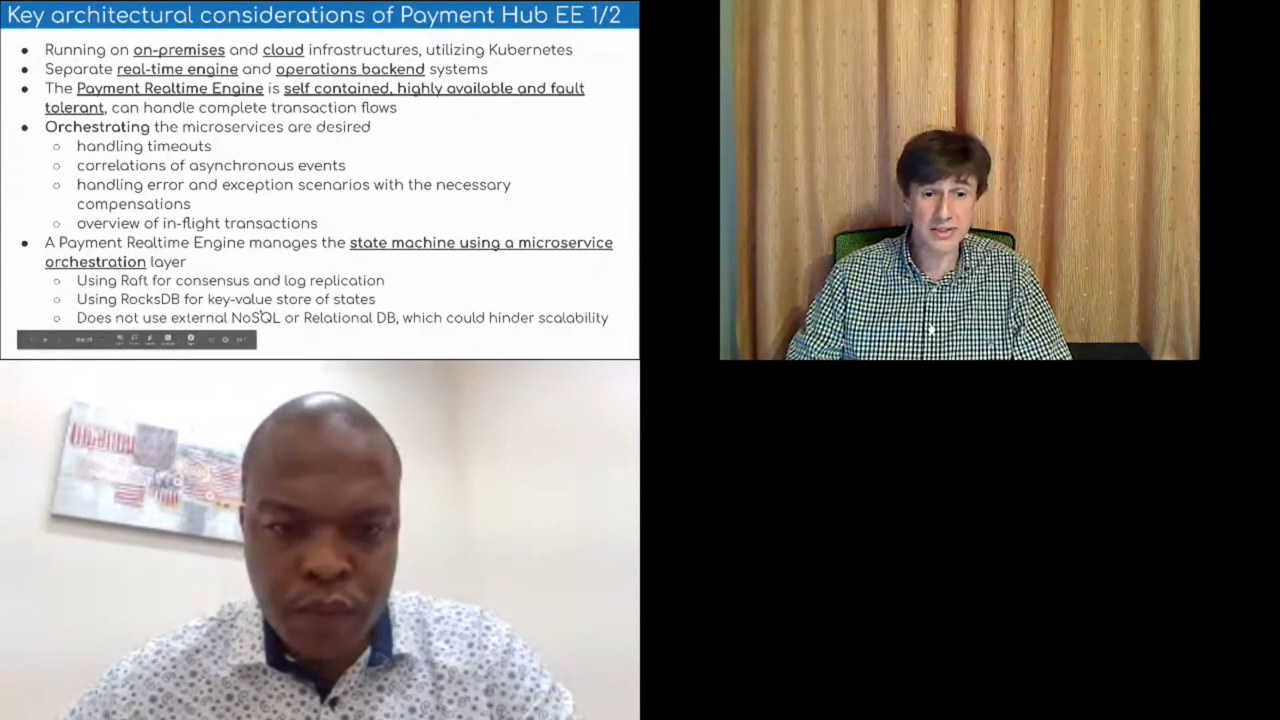 Key architectural considerations of Payment Hub EE 1/2
● Running on on-premises and cloud infrastructures, utilizing Kubernetes
● Separate real-time engine and operations backend systems
● The Payment Realtime Engine is self contained, highly available and fault
tolerant, can handle complete transaction flows
● Orchestrating the microservices are desired
○ handling timeouts
○ correlations of asynchronous events
○ handling error and exception scenarios with the necessary
compensations
○ overview of in-flight transactions
● A Payment Realtime Engine manages the state machine using a microservice
orchestration layer
○ Using Raft for consensus and log replication
○ Using RocksDB for key-value store of states
○ Does not use external NoSQL or Relational DB, which could hinder scalability